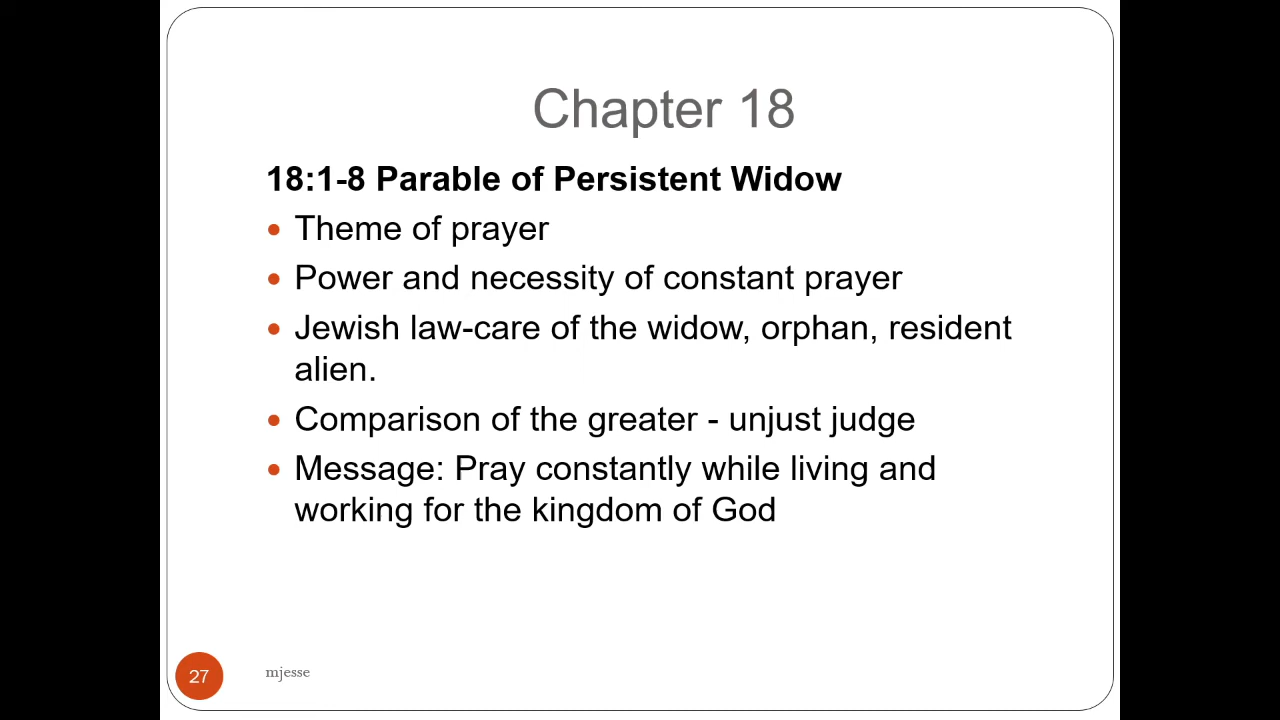 Chapter 18
18:1-8 Parable of Persistent Widow
• Theme of prayer
• Power and necessity of constant prayer
• Jewish law-care of the widow, orphan, resident
alien.
• Comparison of the greater - unjust judge
• Message: Pray constantly while living and
working for the kingdom of God
27
mjesse